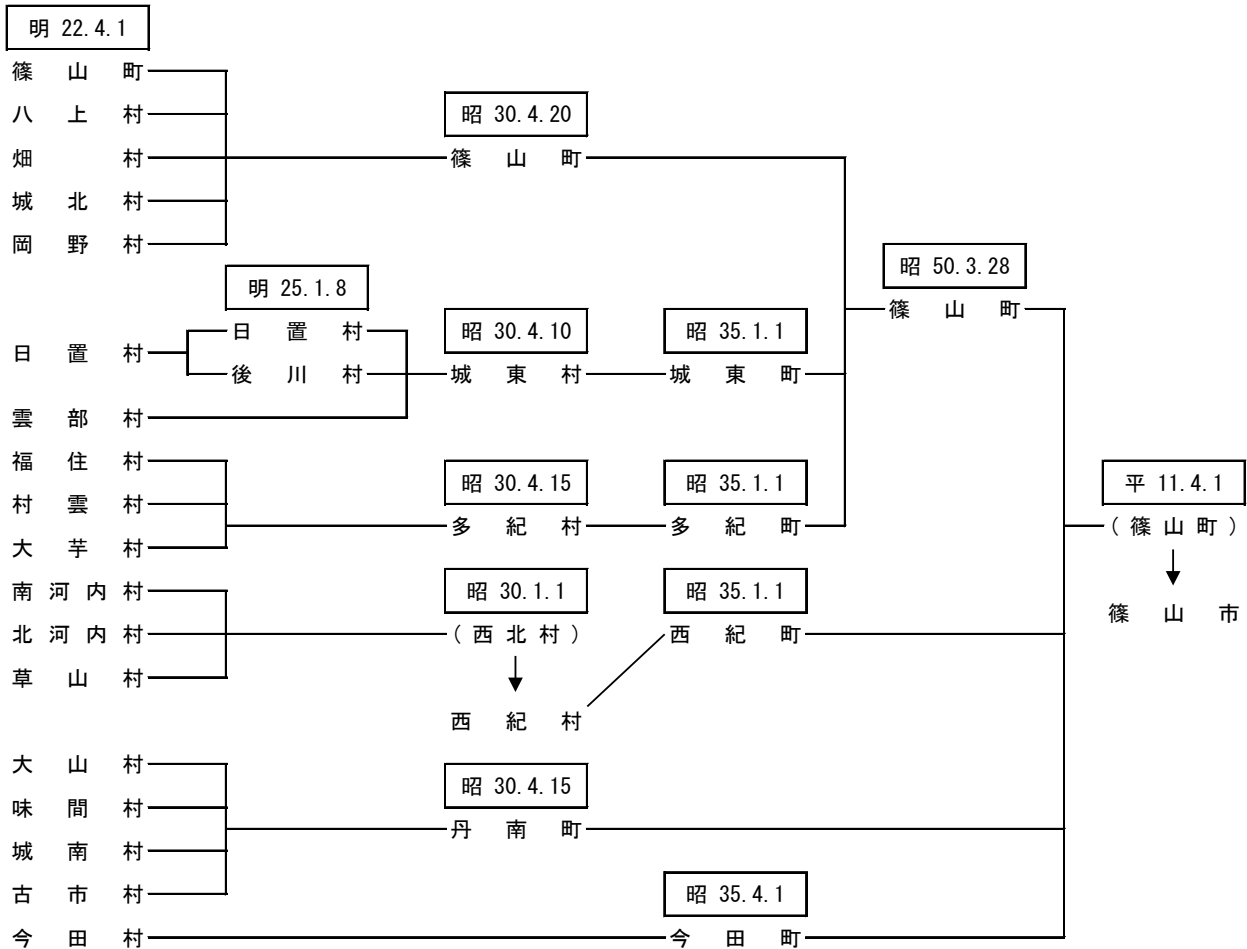 明 22.4.1
篠山町
八上村
昭 30.4.20
畑村
篠山町
城北村
岡野村
昭 50.3.28
明 25.1.8
篠山町
日置村
昭 30.4.10
昭 35.1.1
日置村
後川村
城東村
城東町
雲部村
福住村
昭 30.4.15
昭 35.1.1
平 11.4.1
村雲村
多紀村
多紀町
(篠山町)
大芋村
南河内村
昭 30.1.1
昭 35.1.1
篠山市
北河内村
(西北村)
西紀町
草山村
西紀村
大山村
昭 30.4.15
味間村
丹南町
城南村
古市村
昭 35.4.1
今田村
今田町